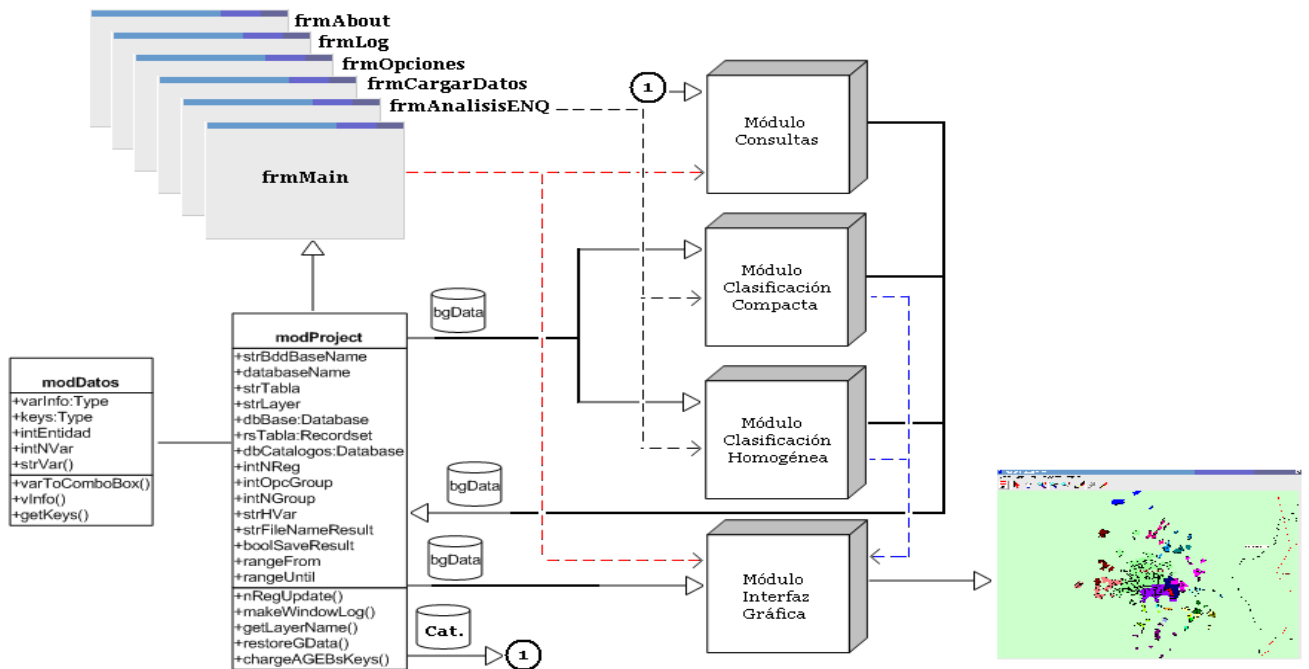 frmAbout
frmLog
frmOpciones
frmCargarDatos
frmAnalisisENQ
frmMain
1
Módulo
Consultas
Módulo
Clasificación
Compacta
Módulo
Clasificación
Homogénea
Módulo
Interfaz
Gráfica
bgData
modProject
+strBddBaseName
+databaseName
+strTabla
+strLayer
+dbBase:Database
+rsTabla:Recordset
+dbCatalogos:Database
+intNReg
+intOpcGroup
+intNGroup
+strHVar
+strFileNameResult
+boolSaveResult
+rangeFrom
+rangeUntil
+nRegUpdate()
+makeWindowLog()
+getLayerName()
+restoreGData()
+chargeAGEBsKeys()
modDatos
+varInfo:Type
+keys:Type
+intEntidad
+intNVar
+strVar()
+varToComboBox()
+vInfo()
+getKeys()
bgData
bgData
Cat.
1